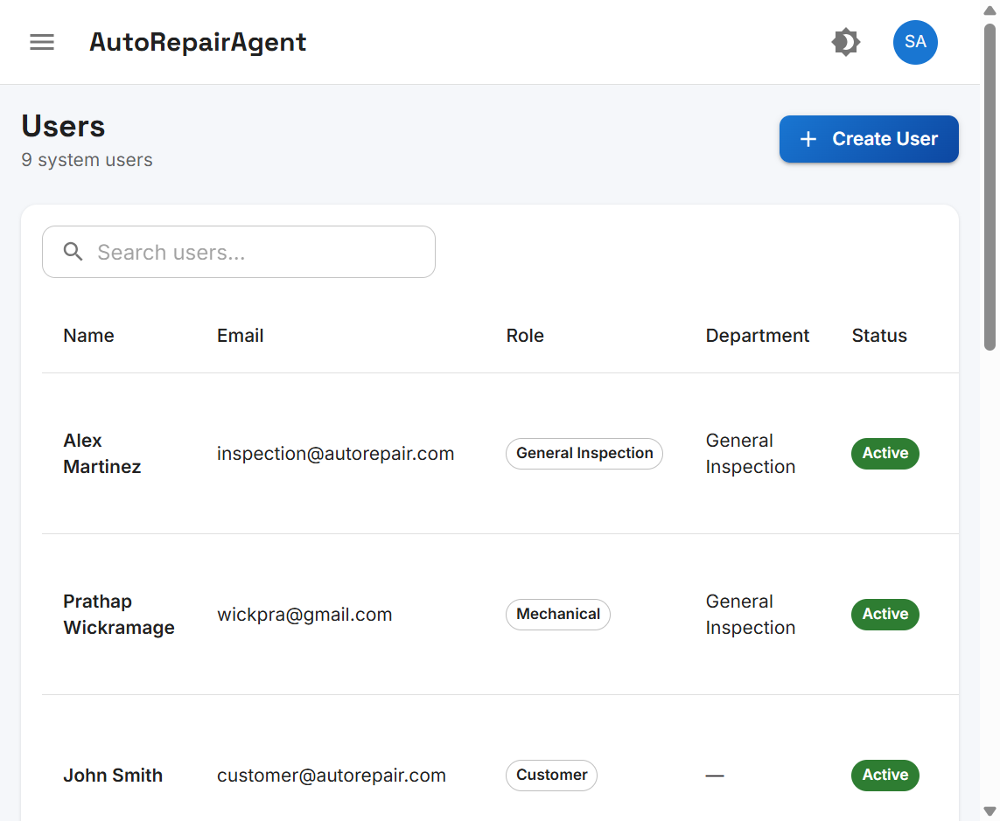 AutoRepairAgent
SA
Users
9 system users
+ Create User
Search users...
Name Email Role Department Status
Alex
Martinez
inspection@autorepair.com
General Inspection
General
Inspection
Active
Prathap
Wickramage
wickpra@gmail.com
Mechanical
General
Inspection
Active
John Smith
customer@autorepair.com
Customer
—
Active